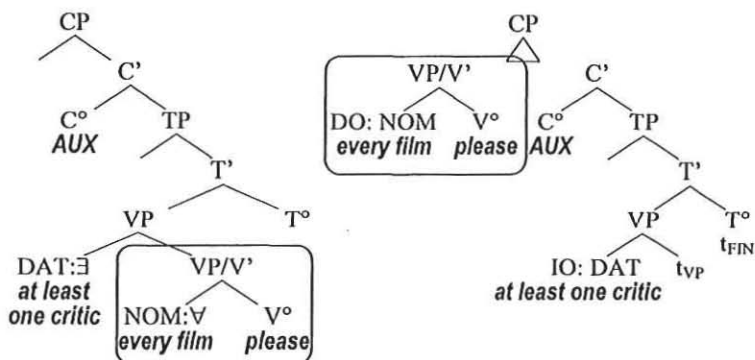 CP
C'
C° TP
AUX
T'
VP T°
DAT:∃ VP/V'
at least
one critic NOM:∀ V°
every film please
CP
VP/V' C'
DO: NOM V° C° TP
every film please AUX
T'
VP T°
t_FIN
IO: DAT t_VP
at least one critic